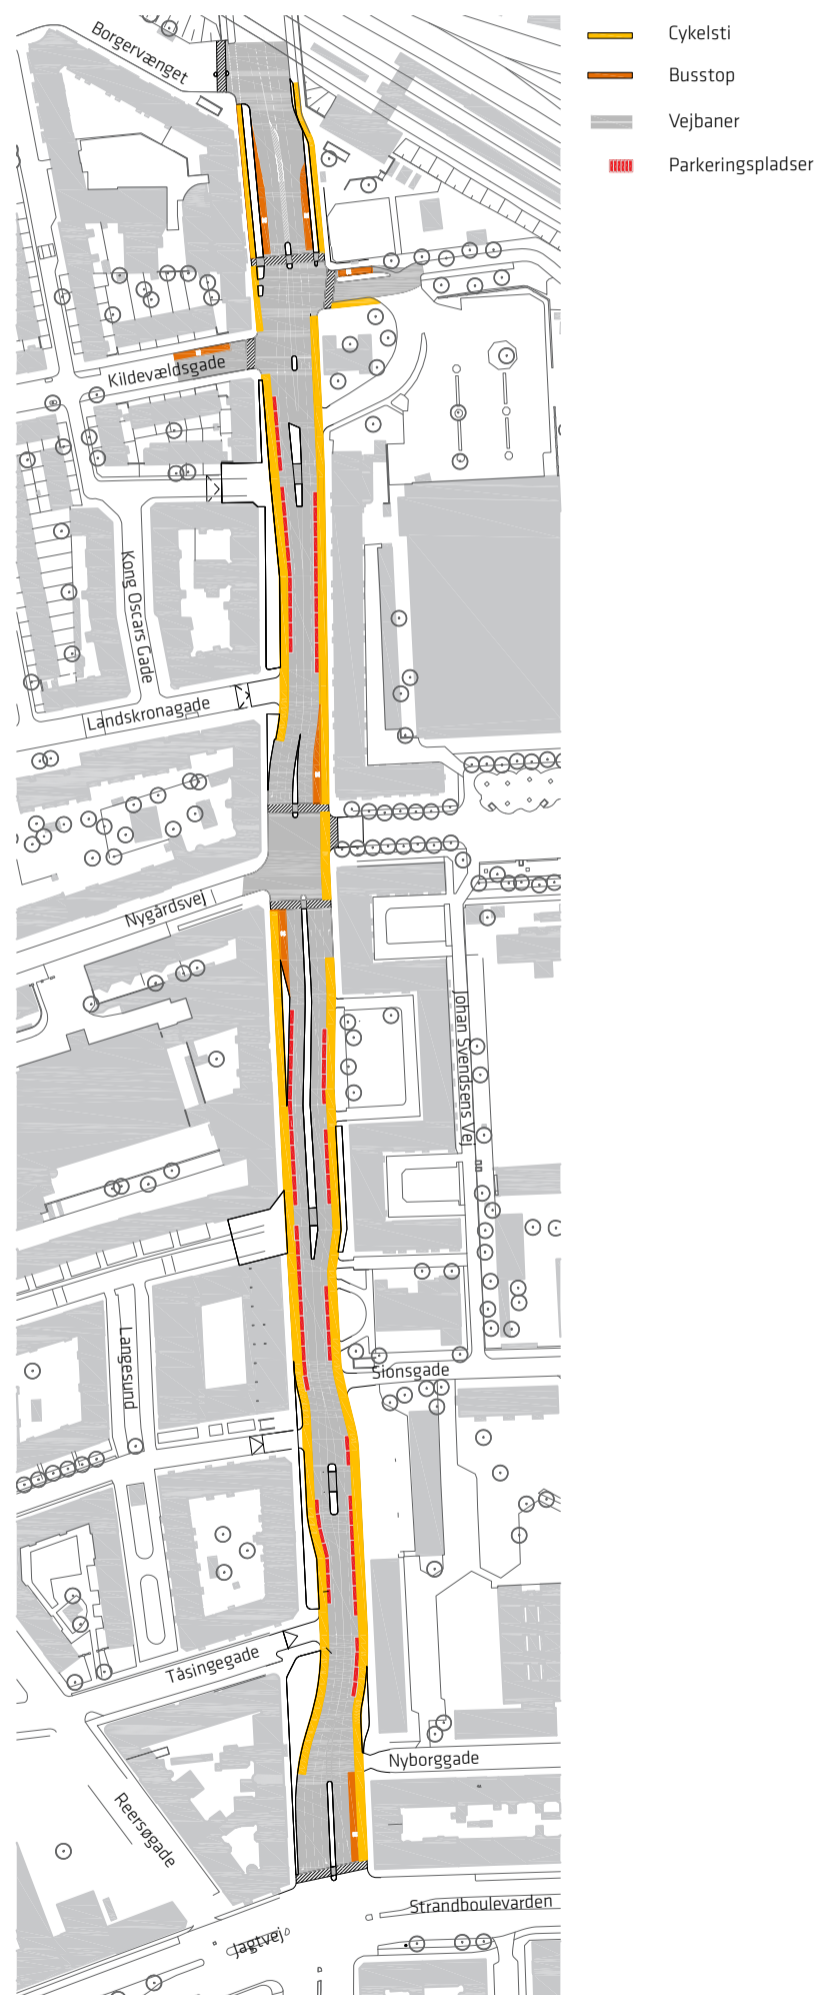 Cykelsti
Busstop
Vejbaner
Parkeringspladser
Borgervænget
Kildevældsgade
Kong Oscars Gade
Landskronagade
Nygårdsvej
Johan Svendsens Vej
Langesund
Sionsgade
Tåsingegade
Nyborggade
Reersøgade
Strandboulevarden
Jagtvej